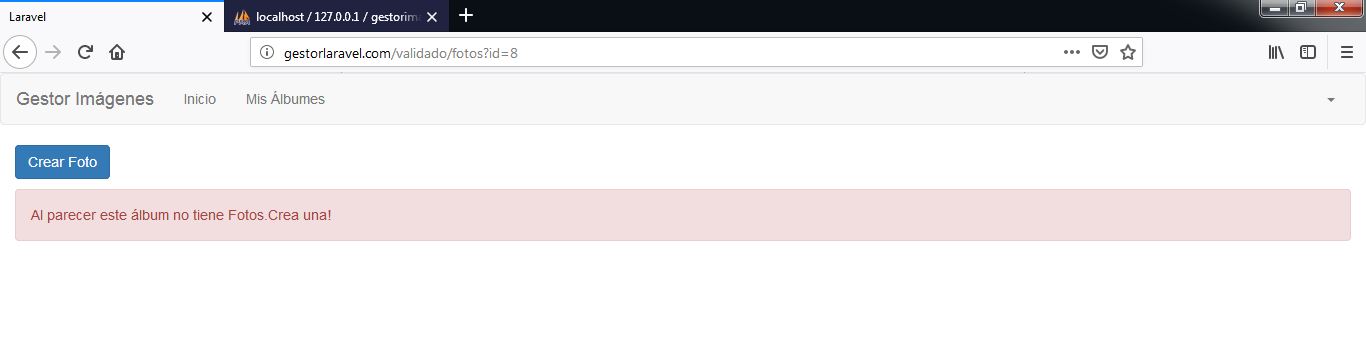 Laravel
localhost / 127.0.0.1 / gestorima
gestorlaravel.com/validado/fotos?id=8
Gestor Imágenes
Inicio
Mis Álbumes
Crear Foto
Al parecer este álbum no tiene Fotos.Crea una!